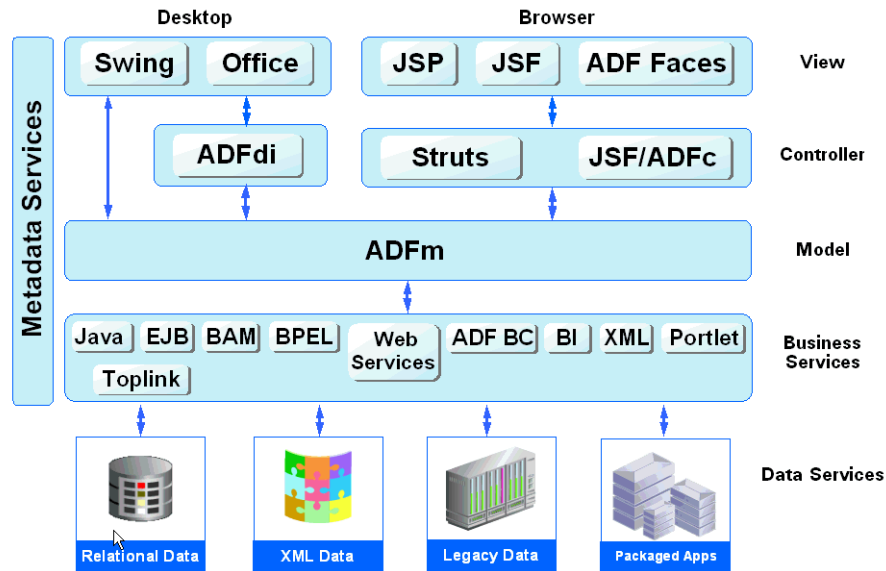 Desktop
Browser
Metadata Services
Swing
Office
JSP
JSF
ADF Faces
View
ADFdi
Struts
JSF/ADFc
Controller
ADFm
Model
Java
EJB
BAM
BPEL
Web
Services
ADF BC
BI
XML
Portlet
Toplink
Business
Services
Data Services
Relational Data
XML Data
Legacy Data
Packaged Apps